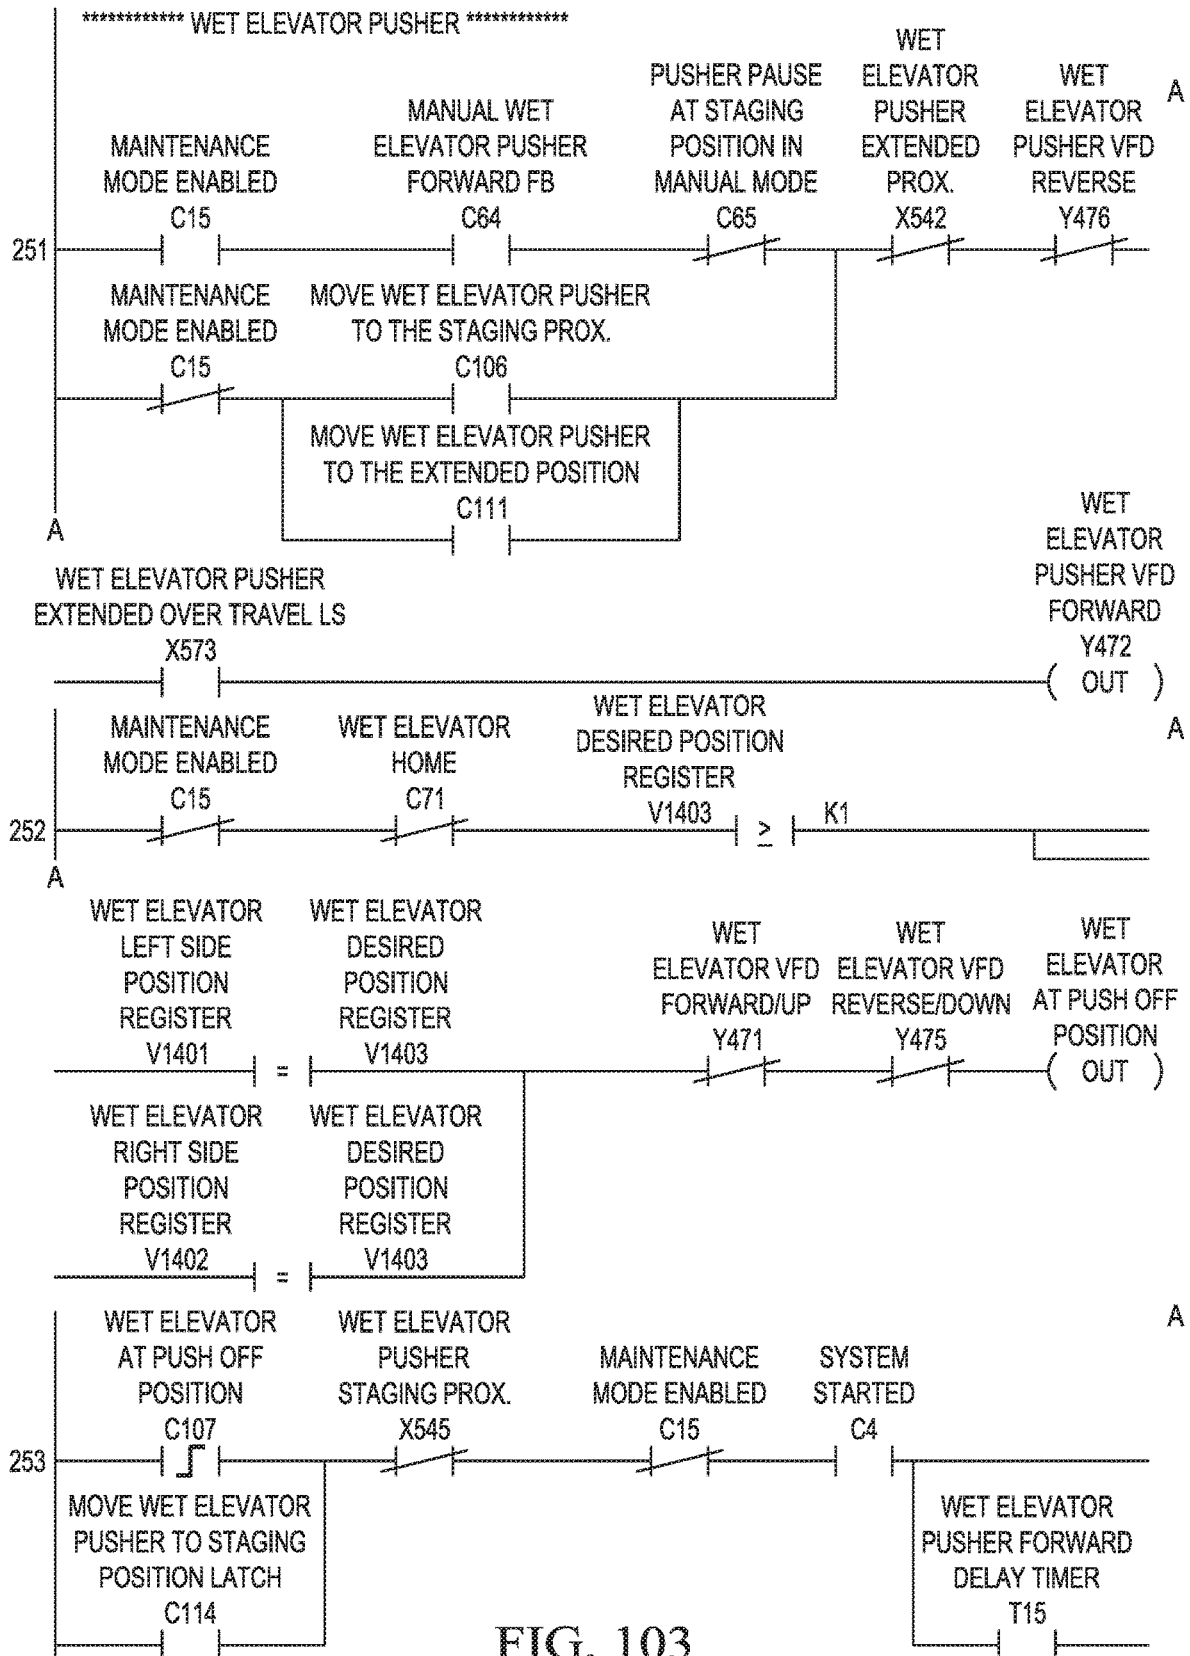 ************ WET ELEVATOR PUSHER ************
A
MAINTENANCE
MODE ENABLED
C15
MANUAL WET
ELEVATOR PUSHER
FORWARD FB
C64
PUSHER PAUSE
AT STAGING
POSITION IN
MANUAL MODE
C65
WET
ELEVATOR
PUSHER
EXTENDED
PROX.
X542
WET
ELEVATOR
PUSHER VFD
REVERSE
Y476
251
MAINTENANCE
MODE ENABLED
C15
MOVE WET ELEVATOR PUSHER
TO THE STAGING PROX.
C106
MOVE WET ELEVATOR PUSHER
TO THE EXTENDED POSITION
C111
A
WET ELEVATOR PUSHER
EXTENDED OVER TRAVEL LS
X573
WET
ELEVATOR
PUSHER VFD
FORWARD
Y472
OUT
A
MAINTENANCE
MODE ENABLED
C15
WET ELEVATOR
HOME
C71
WET ELEVATOR
DESIRED POSITION
REGISTER
V1403 ≥ K1
252
A
WET ELEVATOR
LEFT SIDE
POSITION
REGISTER
V1401
=
WET ELEVATOR
DESIRED
POSITION
REGISTER
V1403
WET
ELEVATOR VFD
FORWARD/UP
Y471
WET
ELEVATOR VFD
REVERSE/DOWN
Y475
WET
ELEVATOR
AT PUSH OFF
POSITION
OUT
WET ELEVATOR
RIGHT SIDE
POSITION
REGISTER
V1402
=
WET ELEVATOR
DESIRED
POSITION
REGISTER
V1403
A
WET ELEVATOR
AT PUSH OFF
POSITION
C107
WET ELEVATOR
PUSHER
STAGING PROX.
X545
MAINTENANCE
MODE ENABLED
C15
SYSTEM
STARTED
C4
253
MOVE WET ELEVATOR
PUSHER TO STAGING
POSITION LATCH
C114
WET ELEVATOR
PUSHER FORWARD
DELAY TIMER
T15
FIG. 103